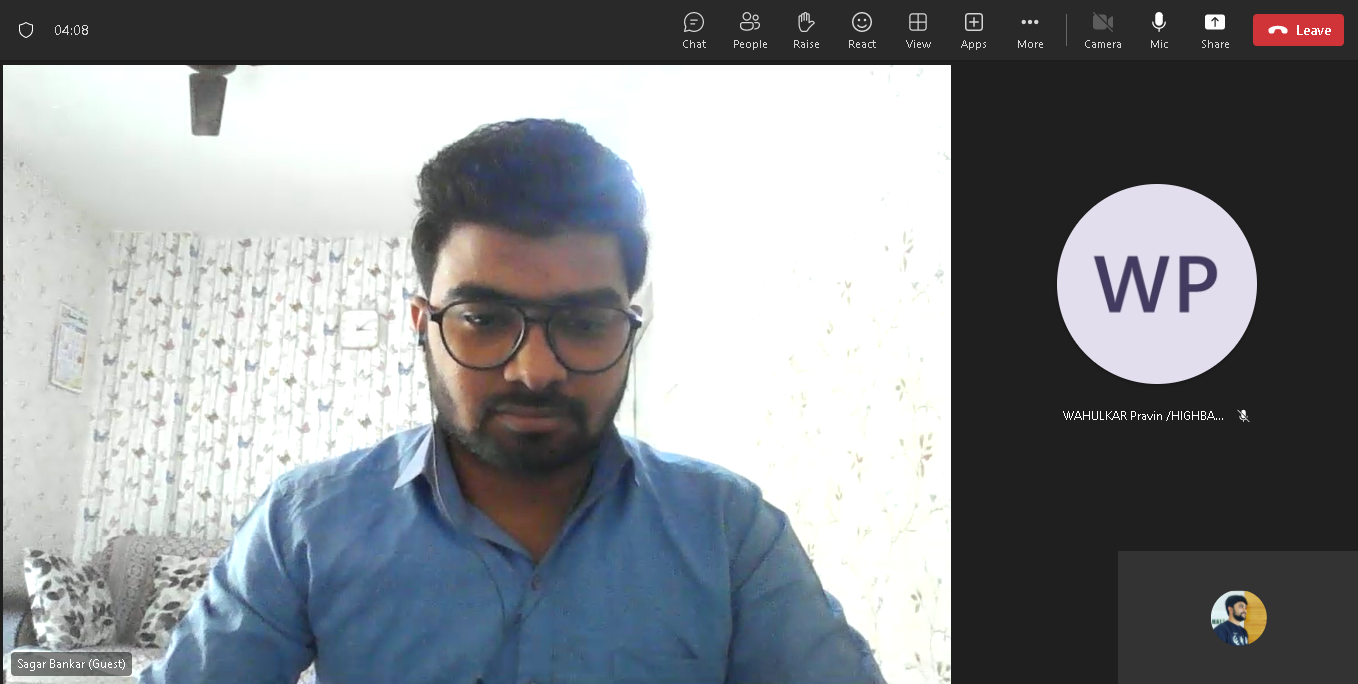 04:08
Chat
People
Raise
React
View
Apps
More
Camera
Mic
Share
Leave
WP
WAHULKAR Pravin /HIGHBA...
Sagar Bankar (Guest)